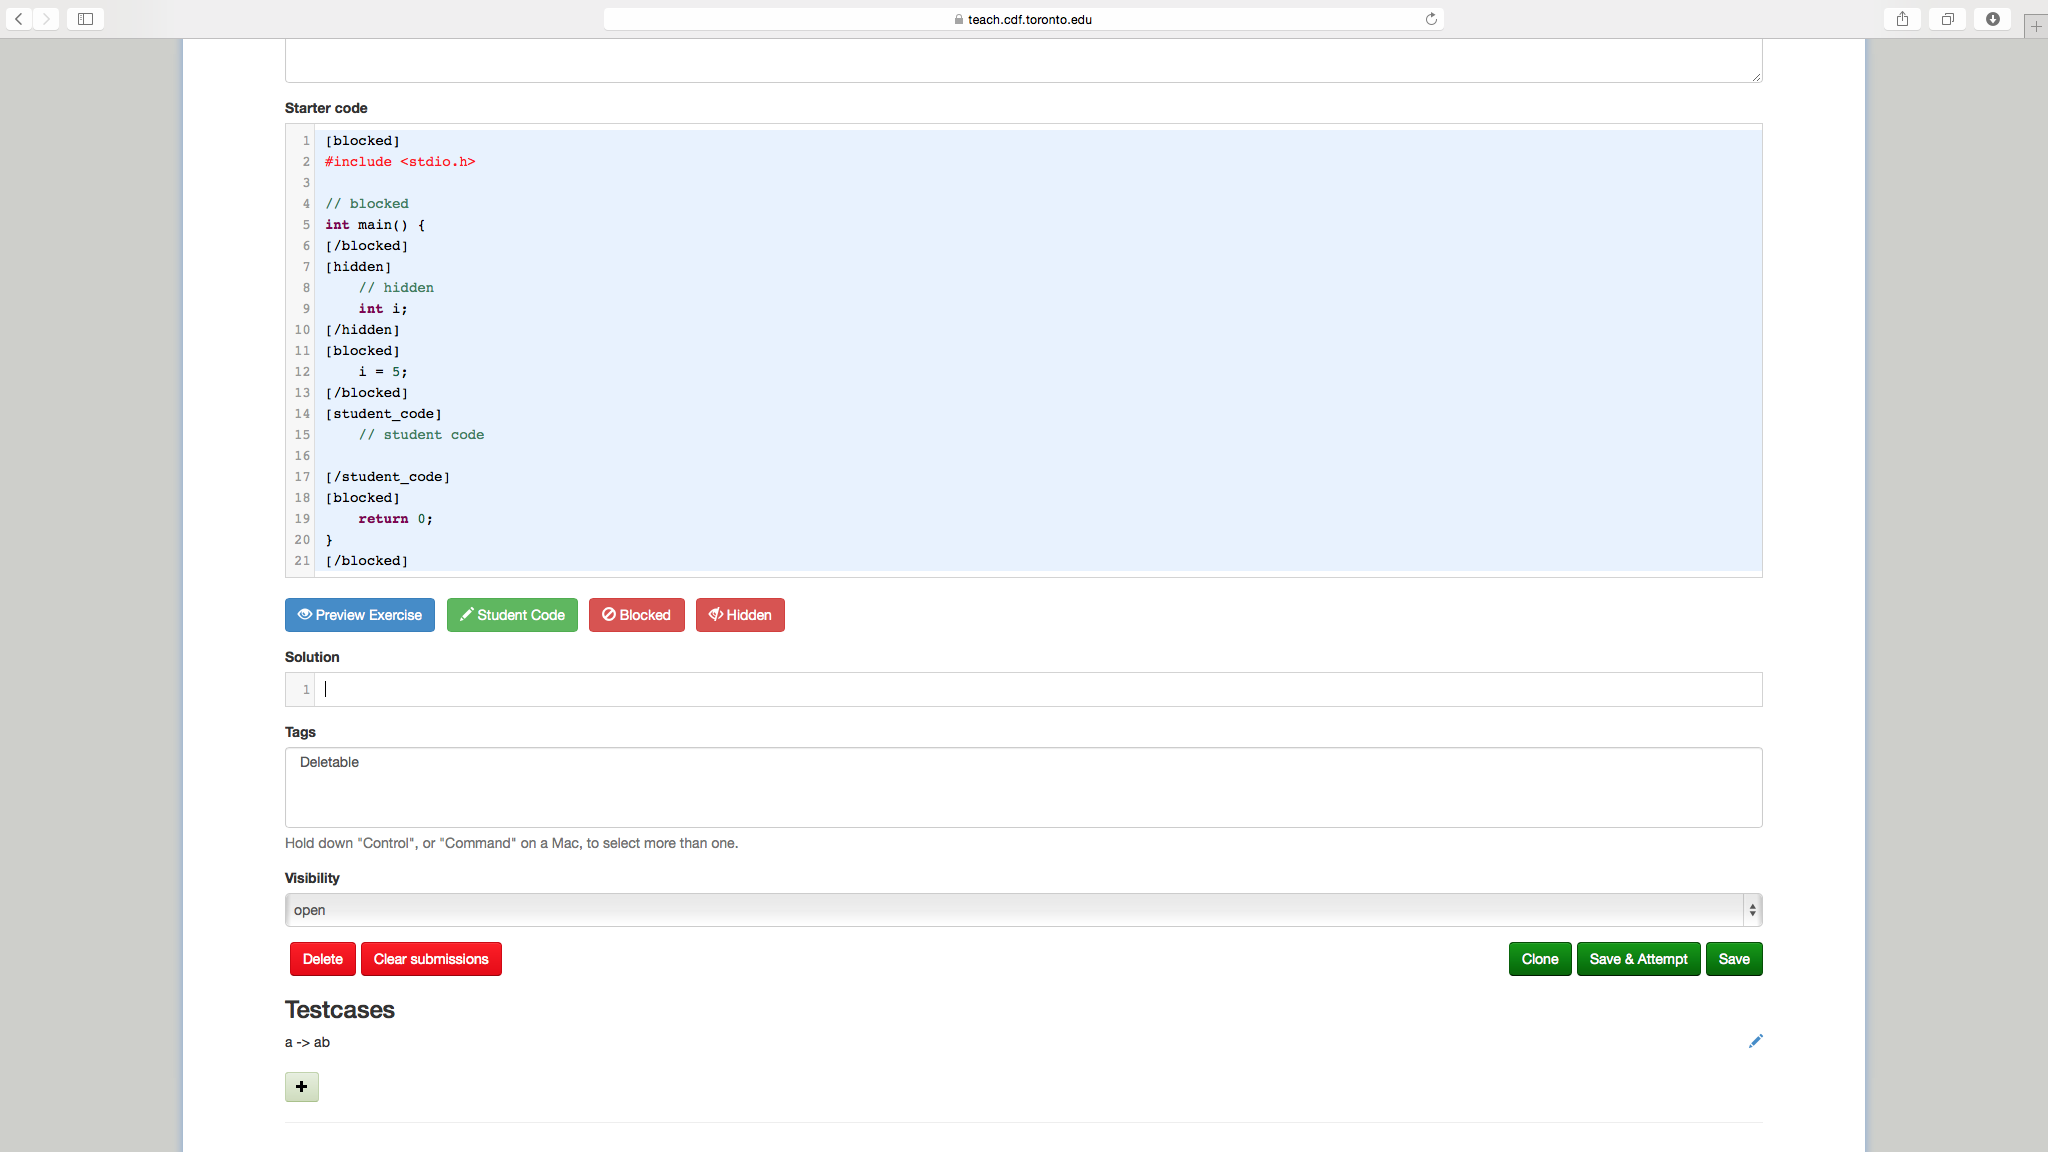 teach.cdf.toronto.edu
Starter code
1 [blocked]
2 #include <stdio.h>
3
4 // blocked
5 int main() {
6 [/blocked]
7 [hidden]
8     // hidden
9     int i;
10 [/hidden]
11 [blocked]
12     i = 5;
13 [/blocked]
14 [student_code]
15     // student code
16
17 [/student_code]
18 [blocked]
19     return 0;
20 }
21 [/blocked]
Preview Exercise Student Code Blocked Hidden
Solution
1
Tags
Deletable
Hold down "Control", or "Command" on a Mac, to select more than one.
Visibility
open
Delete Clear submissions Clone Save & Attempt Save
Testcases
a -> ab
+